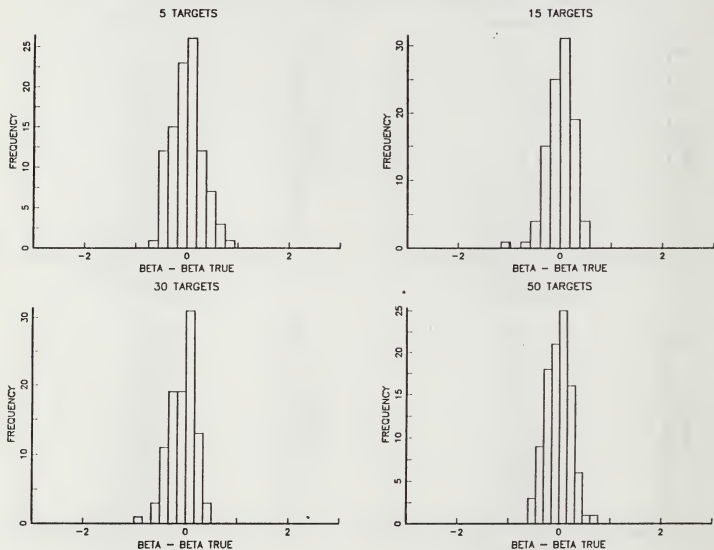 5 TARGETS
FREQUENCY
0 5 10 15 20 25
-2 0 2
BETA - BETA TRUE
15 TARGETS
FREQUENCY
0 10 20 30
-2 0 2
BETA - BETA TRUE
30 TARGETS
FREQUENCY
0 10 20 30
-2 0 2
BETA - BETA TRUE
50 TARGETS
FREQUENCY
0 5 10 15 20 25
-2 0 2
BETA - BETA TRUE